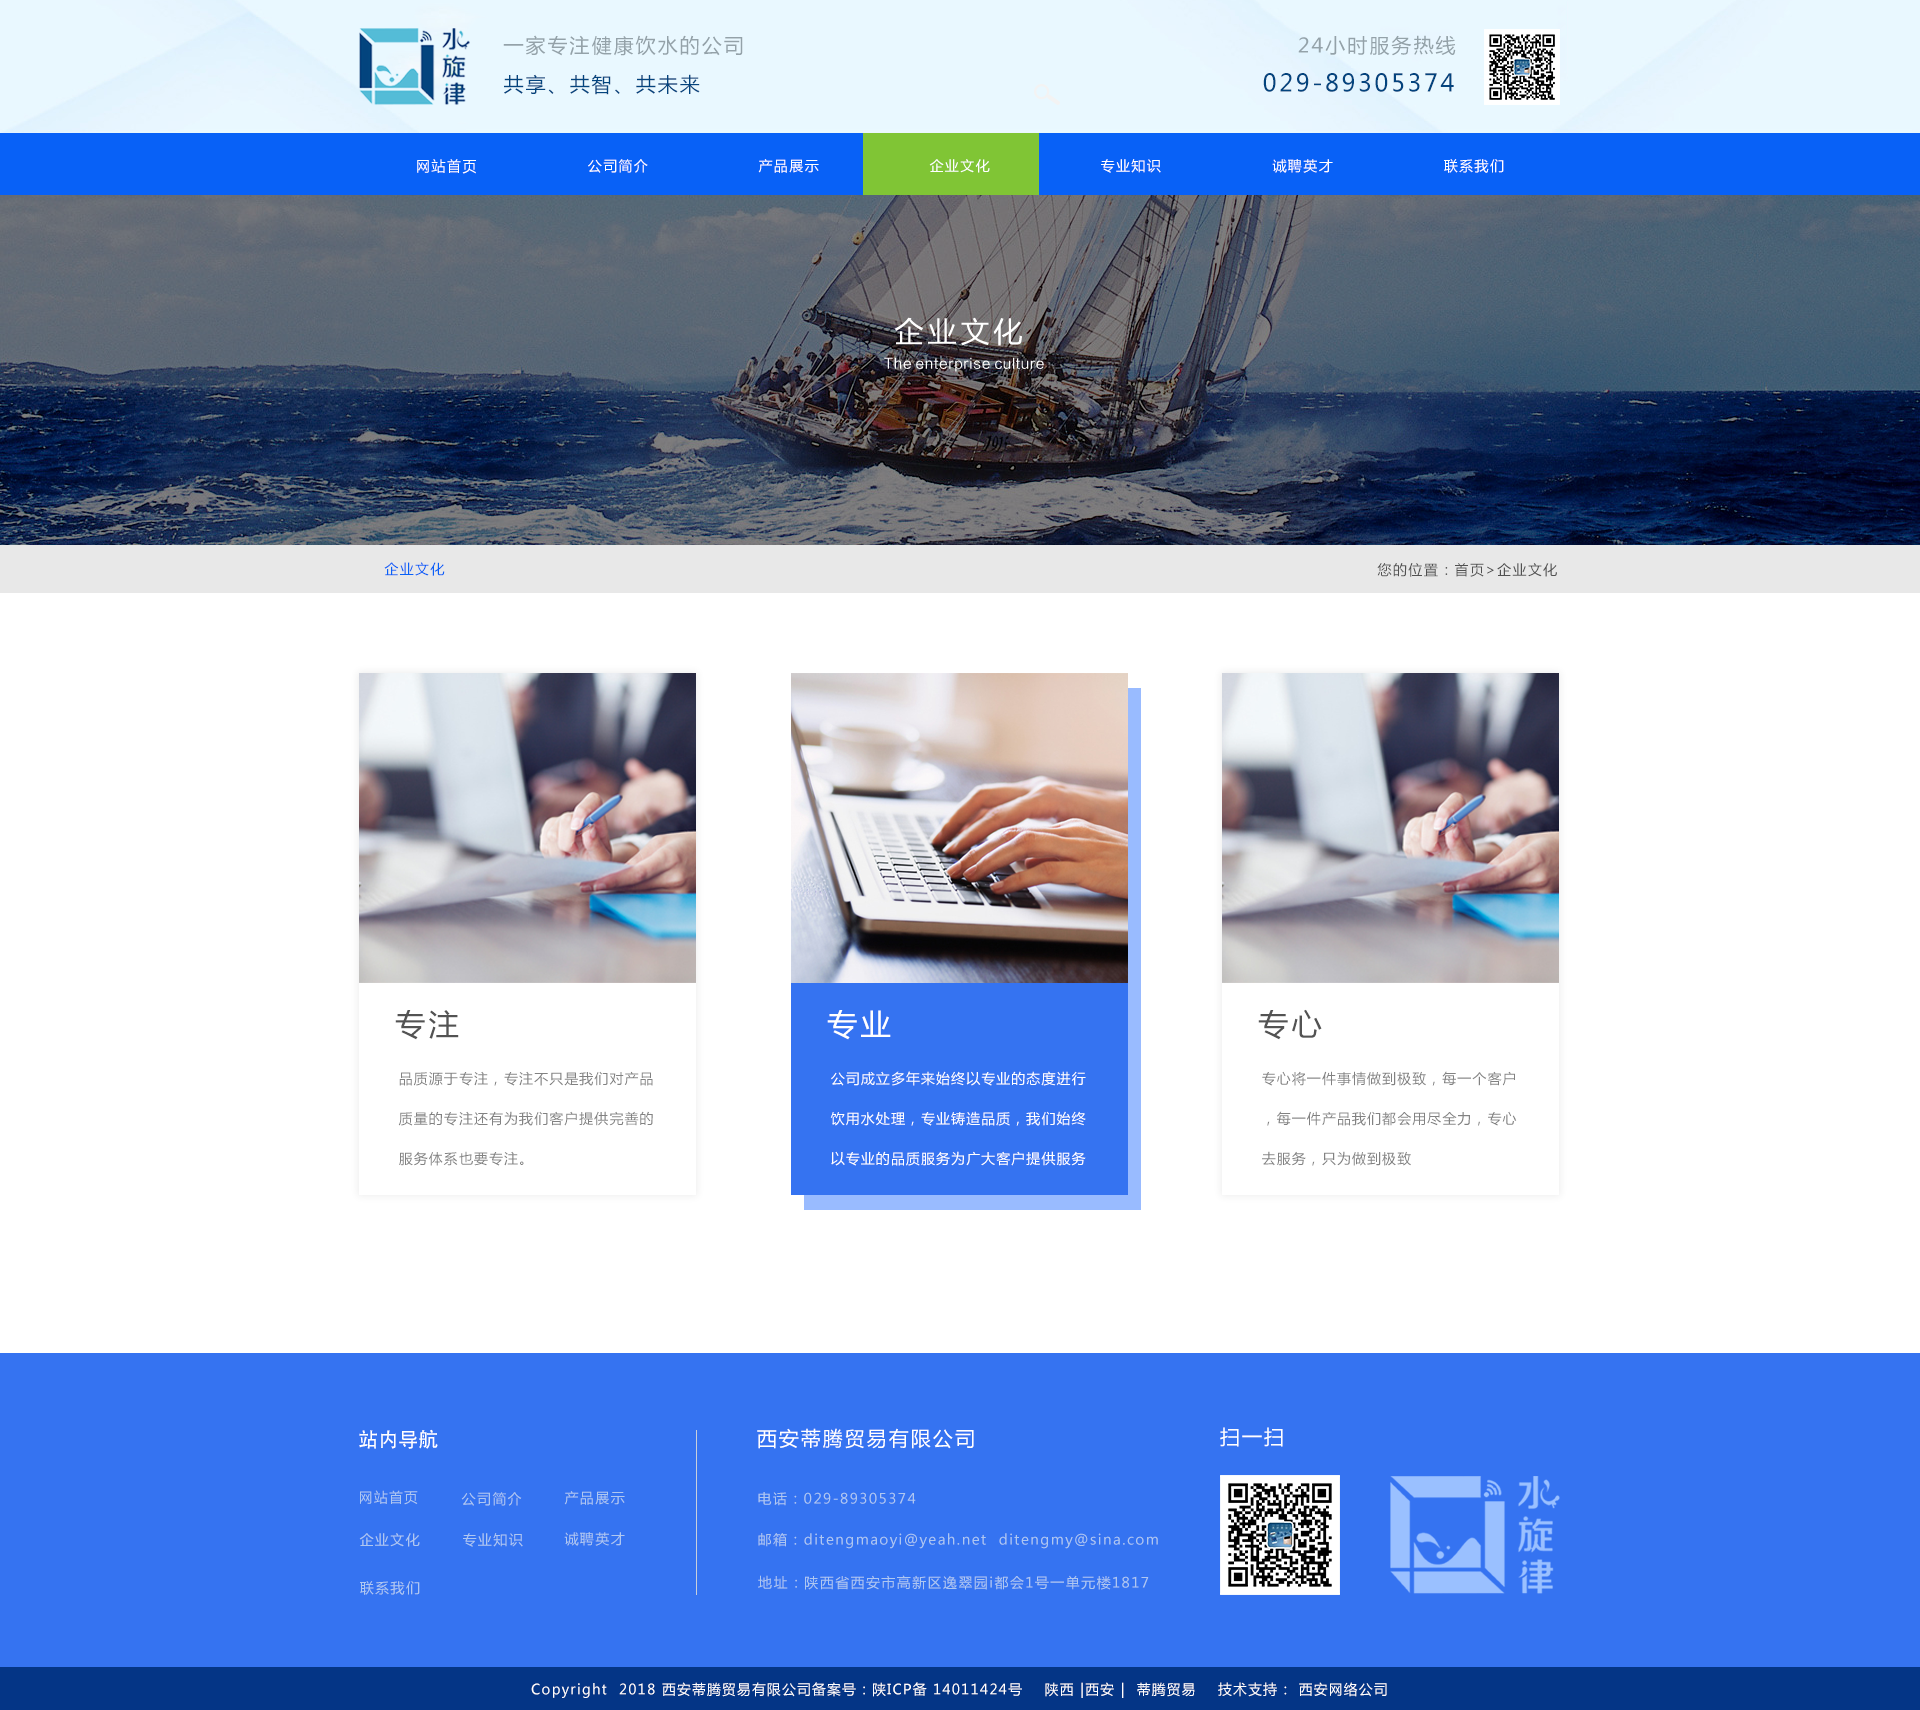 水旋律
一家专注健康饮水的公司
共享、共智、共未来
24小时服务热线
029-89305374
网站首页 公司简介 产品展示 企业文化 专业知识 诚聘英才 联系我们
企业文化
The enterprise culture
企业文化
您的位置：首页>企业文化
专注
品质源于专注，专注不只是我们对产品
质量的专注还有为我们客户提供完善的
服务体系也要专注。
专业
公司成立多年来始终以专业的态度进行
饮用水处理，专业铸造品质，我们始终
以专业的品质服务为广大客户提供服务
专心
专心将一件事情做到极致，每一个客户
，每一件产品我们都会用尽全力，专心
去服务，只为做到极致
站内导航
网站首页 公司简介 产品展示
企业文化 专业知识 诚聘英才
联系我们
西安蒂腾贸易有限公司
电话：029-89305374
邮箱：ditengmaoyi@yeah.net ditengmy@sina.com
地址：陕西省西安市高新区逸翠园i都会1号一单元楼1817
扫一扫
水旋律
Copyright 2018 西安蒂腾贸易有限公司备案号：陕ICP备 14011424号 陕西 |西安 | 蒂腾贸易 技术支持： 西安网络公司